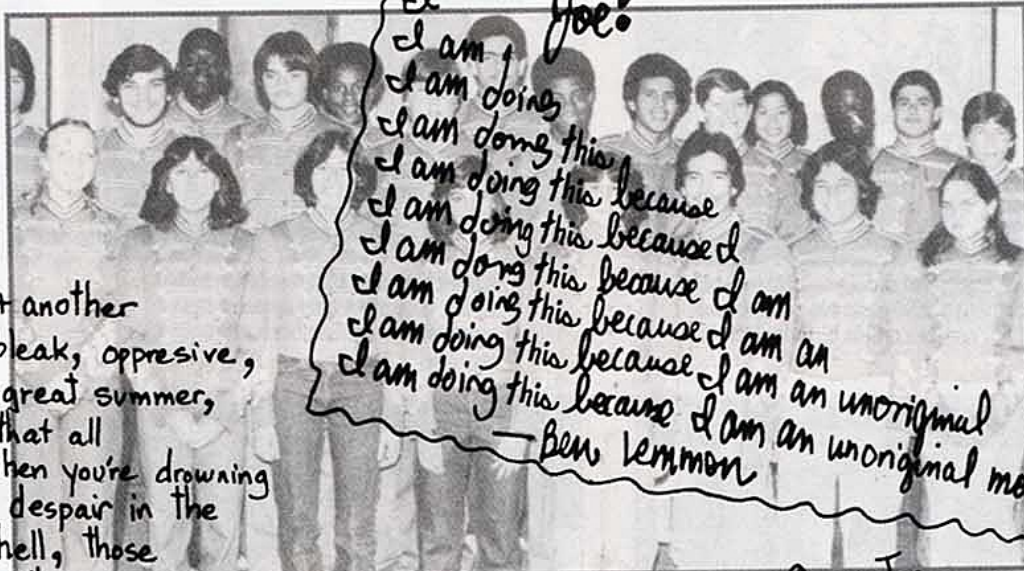 Joe!
I
I am
I am doing
I am doing this
I am doing this because
I am doing this because I
I am dong this because I am
I am doing this because I am an
I am doing this because I am an unoriginal
I am doing this because I am an unoriginal mo
— Ben Lemmon
another
bleak, oppresive,
great summer,
that all
hen you're drowning
despair in the
hell, those